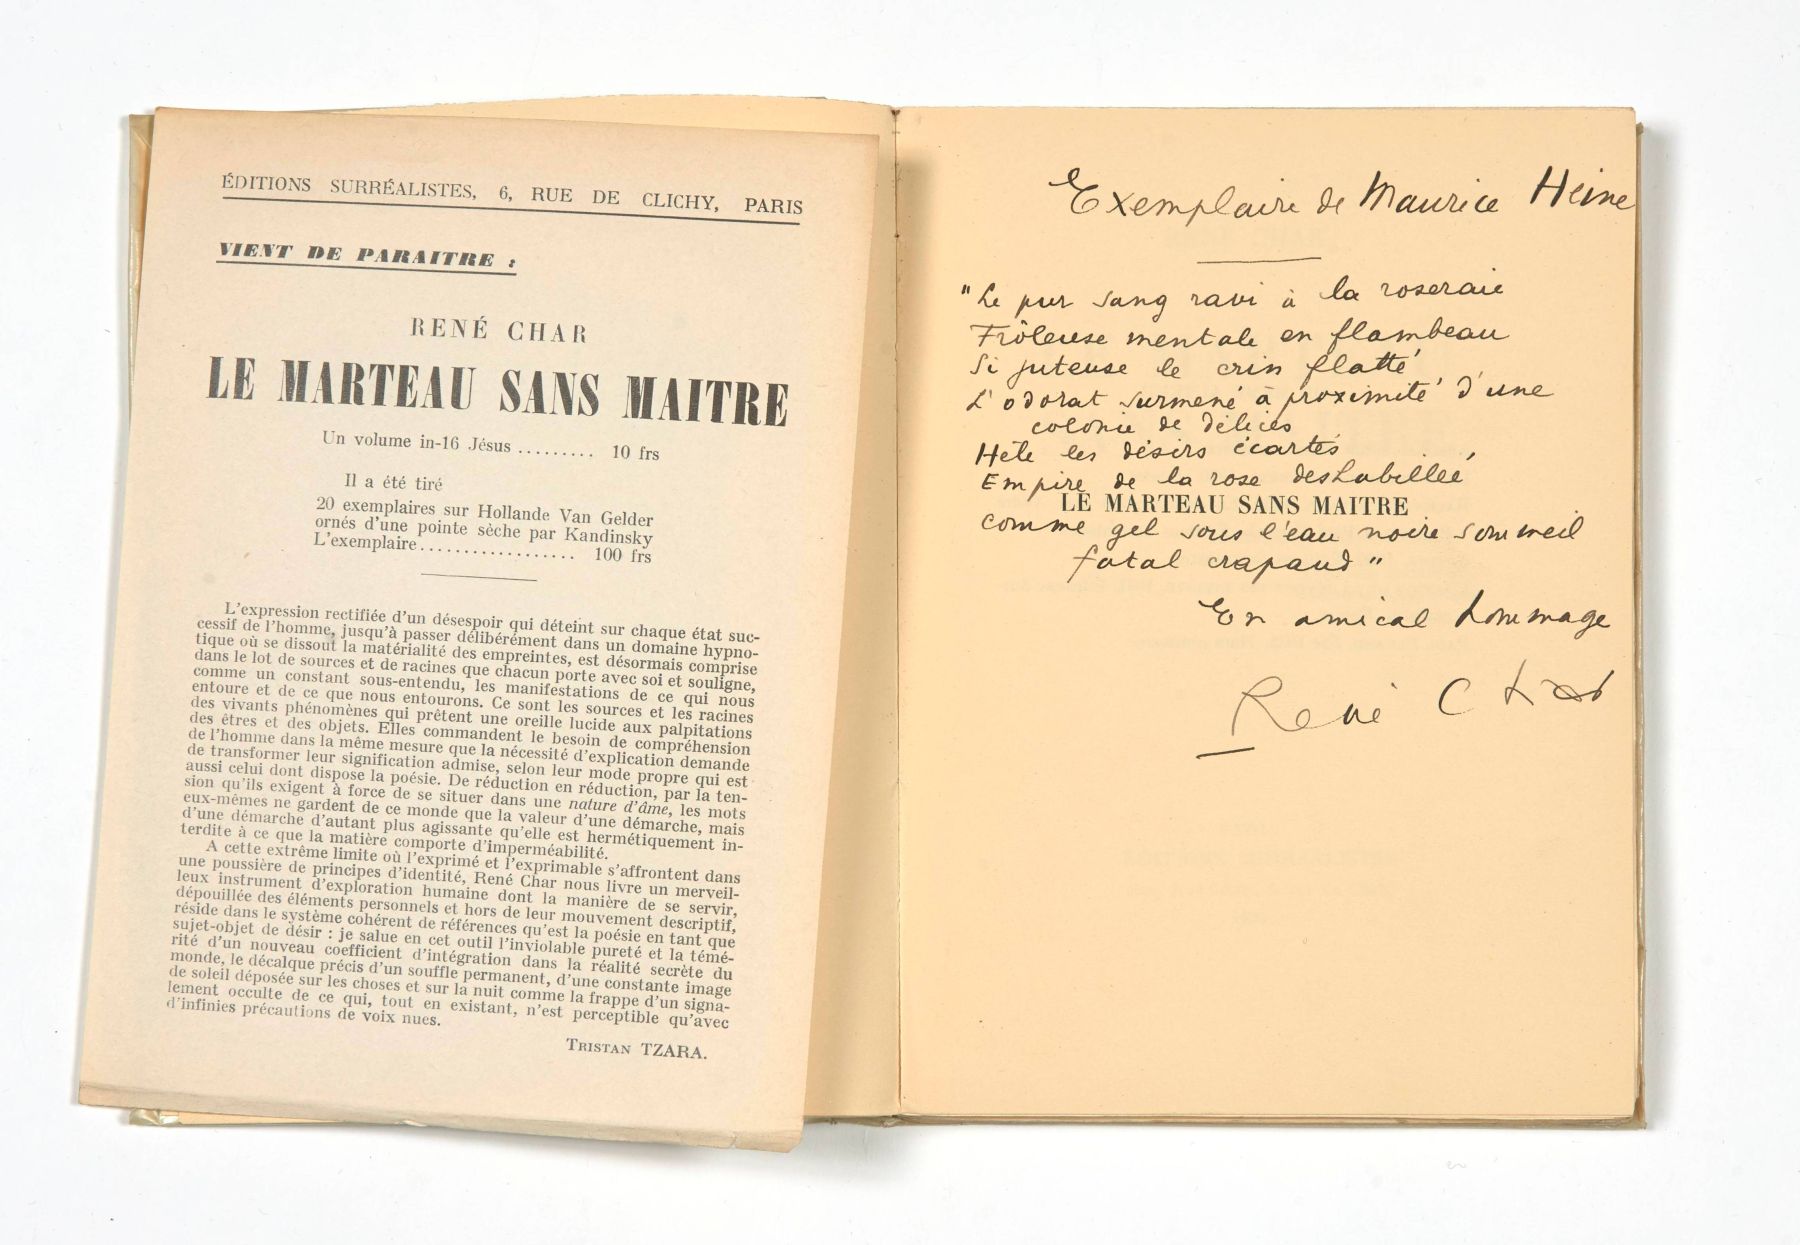 ÉDITIONS SURRÉALISTES, 6, RUE DE CLICHY, PARIS
VIENT DE PARAITRE :
RENÉ CHAR
LE MARTEAU SANS MAITRE
Un volume in-16 Jésus ......... 10 frs
Il a été tiré
20 exemplaires sur Hollande Van Gelder
ornés d'une pointe sèche par Kandinsky
L'exemplaire .................. 100 frs
L'expression rectifiée d'un désespoir qui déteint sur chaque état suc-
cessif de l'homme, jusqu'à passer délibérément dans un domaine hypno-
tique où se dissout la matérialité des empreintes, est désormais comprise
dans le lot de sources et de racines que chacun porte avec soi et souligne,
comme un constant sous-entendu, les manifestations de ce qui nous
entoure et de ce que nous entourons. Ce sont les sources et les racines
des vivants phénomènes qui prêtent une oreille lucide aux palpitations
des êtres et des objets. Elles commandent le besoin de compréhension
de l'homme dans la même mesure que la nécessité d'explication demande
de transformer leur signification admise, selon leur mode propre qui est
aussi celui dont dispose la poésie. De réduction en réduction, par la ten-
sion qu'ils exigent à force de se situer dans une nature d'âme, les mots
eux-mêmes ne gardent de ce monde que la valeur d'une démarche, mais
d'une démarche d'autant plus agissante qu'elle est hermétiquement in-
terdite à ce que la matière comporte d'imperméabilité.
A cette extrême limite où l'exprimé et l'exprimable s'affrontent dans
une poussière de principes d'identité, René Char nous livre un merveil-
leux instrument d'exploration humaine dont la manière de se servir,
dépouillée des éléments personnels et hors de leur mouvement descriptif,
réside dans le système cohérent de références qu'est la poésie en tant que
sujet-objet de désir : je salue en cet outil l'inviolable pureté et la témé-
rité d'un nouveau coefficient d'intégration dans la réalité secrète du
monde, le décalque précis d'un souffle permanent, d'une constante image
de soleil déposée sur les choses et sur la nuit comme la frappe d'un signa-
lement occulte de ce qui, tout en existant, n'est perceptible qu'avec
d'infinies précautions de voix nues.
TRISTAN TZARA.
Exemplaire de Maurice Heine
"Le pur sang ravi à la roseraie
Frôleuse mentale en flambeau
Si juteuse le crin flatté
L'odorat surmené à proximité d'une
colonie de délices
Hèle les désirs écartés
Empire de la rose deshabillée
LE MARTEAU SANS MAITRE
comme gel sous l'eau noire sommeil
fatal crapaud"
En amical hommage
René Char